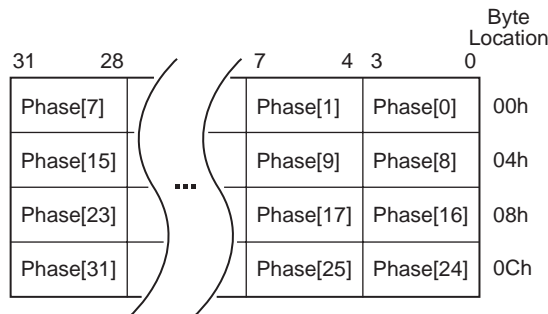 Byte
Location
31 28 7 4 3 0
Phase[7] Phase[1] Phase[0] 00h
Phase[15] Phase[9] Phase[8] 04h
...
Phase[23] Phase[17] Phase[16] 08h
Phase[31] Phase[25] Phase[24] 0Ch